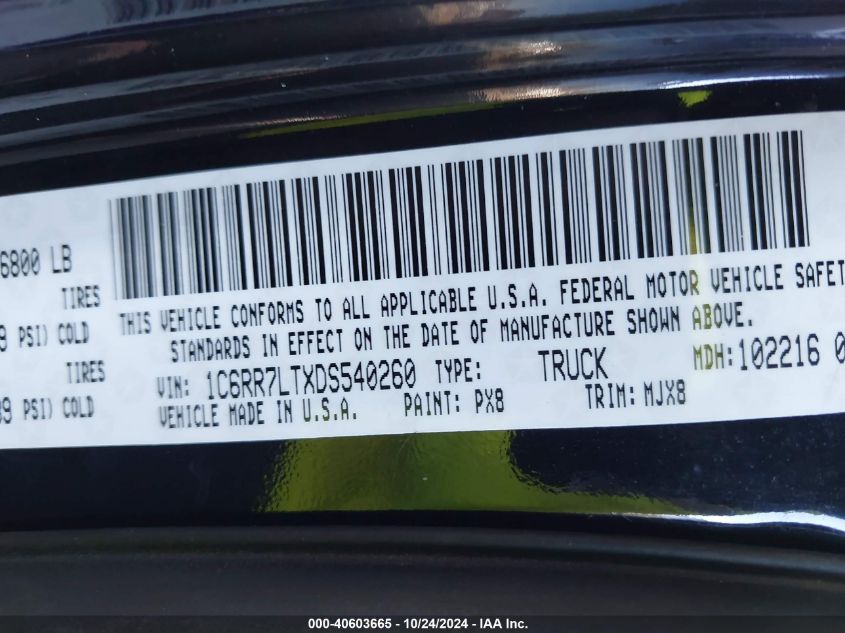 6800 LB
TIRES
9 PSI) COLD
TIRES
39 PSI) COLD
THIS VEHICLE CONFORMS TO ALL APPLICABLE U.S.A. FEDERAL MOTOR VEHICLE SAFET
STANDARDS IN EFFECT ON THE DATE OF MANUFACTURE SHOWN ABOVE.
VIN: 1C6RR7LTXDS540260 TYPE: TRUCK MDH: 102216 0
VEHICLE MADE IN U.S.A. PAINT: PX8 TRIM: MJX8
000-40603665 - 10/24/2024 - IAA Inc.